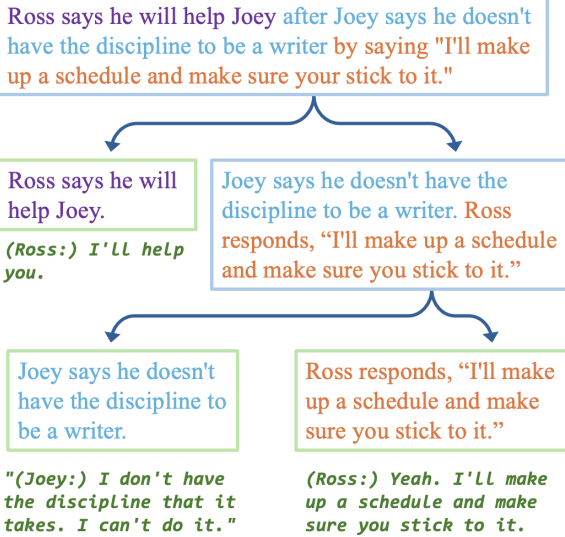 Ross says he will help Joey after Joey says he doesn't
have the discipline to be a writer by saying "I'll make
up a schedule and make sure your stick to it."
Ross says he will
help Joey.
(Ross:) I'll help
you.
Joey says he doesn't have the
discipline to be a writer. Ross
responds, “I'll make up a schedule
and make sure you stick to it.”
Joey says he doesn't
have the discipline to
be a writer.
"(Joey:) I don't have
the discipline that it
takes. I can't do it."
Ross responds, “I'll make
up a schedule and make
sure you stick to it.”
(Ross:) Yeah. I'll make
up a schedule and make
sure you stick to it.